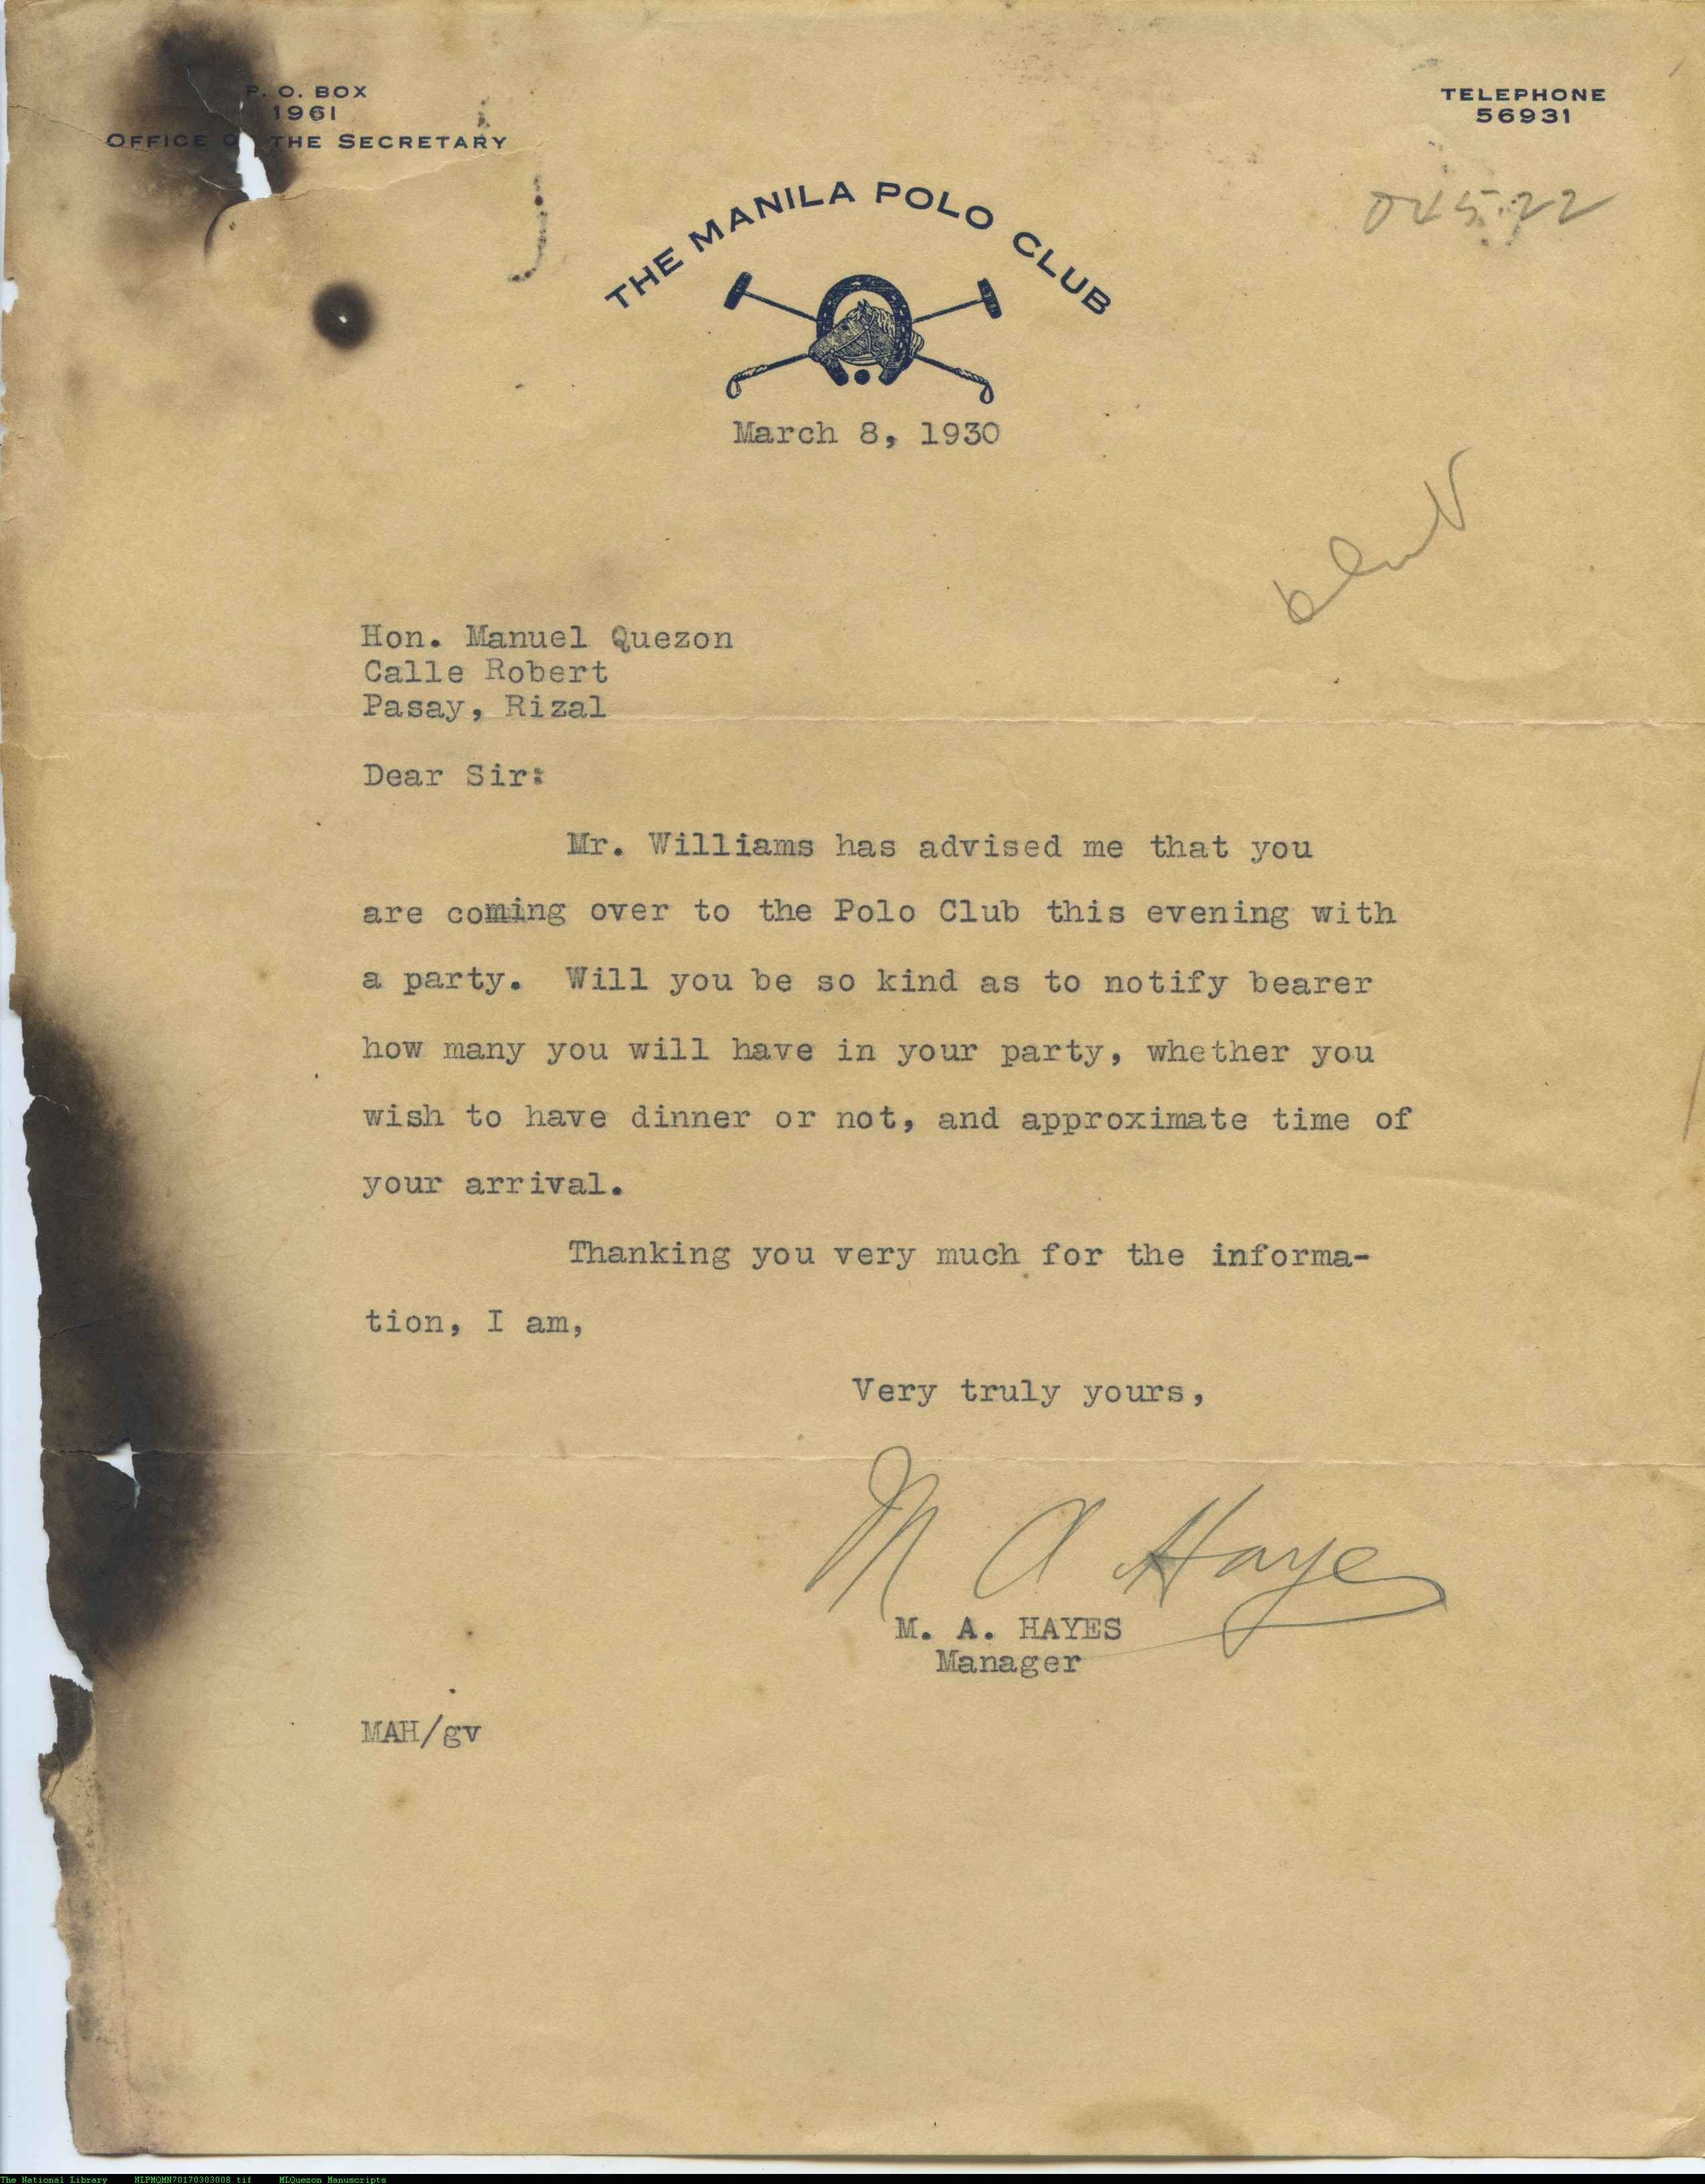 P. O. BOX
1961
OFFICE OF THE SECRETARY
TELEPHONE
56931
THE MANILA POLO CLUB
March 8, 1930
Hon. Manuel Quezon
Calle Robert
Pasay, Rizal
Dear Sir:
Mr. Williams has advised me that you
are coming over to the Polo Club this evening with
a party. Will you be so kind as to notify bearer
how many you will have in your party, whether you
wish to have dinner or not, and approximate time of
your arrival.
Thanking you very much for the informa-
tion, I am,
Very truly yours,
M A Hayes
M. A. HAYES
Manager
MAH/gv
The National Library NLPMQMN70170303008.tif MLQuezon Manuscripts